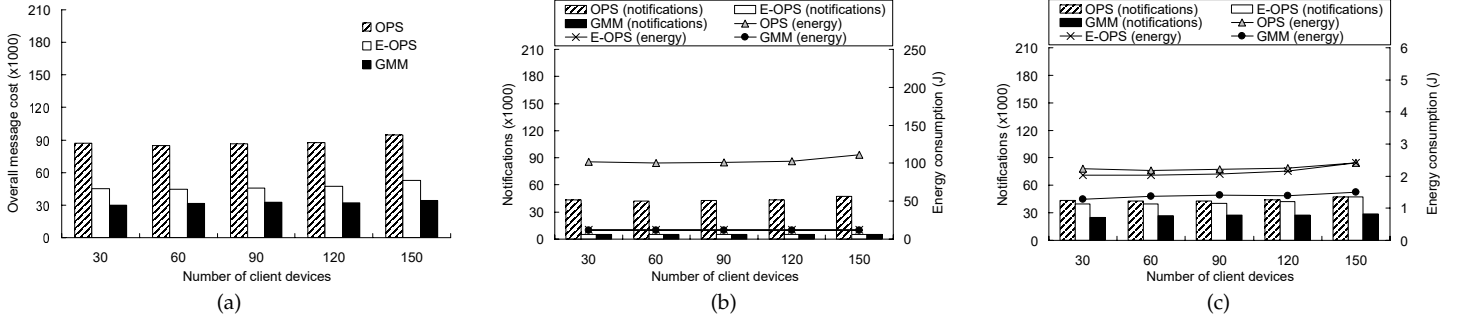 Overall message cost (x1000)
210
180
150
120
90
60
30
0
OPS
E-OPS
GMM
30 60 90 120 150
Number of client devices
(a)
OPS (notifications) E-OPS (notifications)
GMM (notifications) OPS (energy)
E-OPS (energy) GMM (energy)
Notifications (x1000)
210
180
150
120
90
60
30
0
250
200
150
100
50
0
Energy consumption (J)
30 60 90 120 150
Number of client devices
(b)
OPS (notifications) E-OPS (notifications)
GMM (notifications) OPS (energy)
E-OPS (energy) GMM (energy)
Notifications (x1000)
210
180
150
120
90
60
30
0
6
5
4
3
2
1
0
Energy consumption (J)
30 60 90 120 150
Number of client devices
(c)